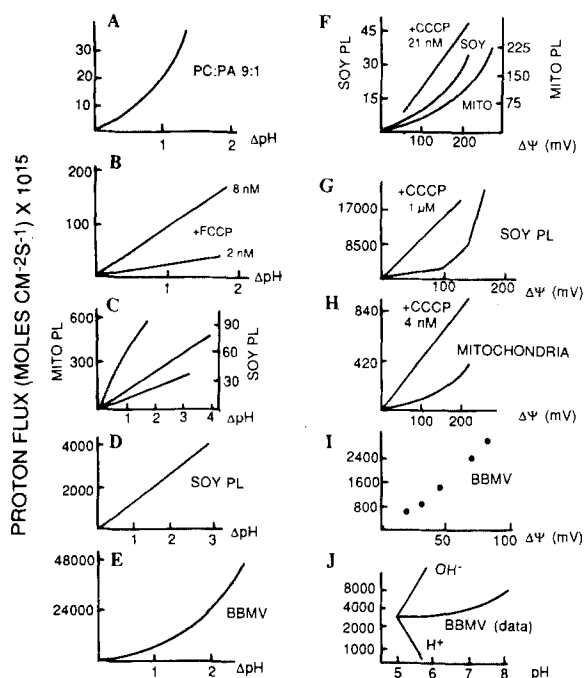 PROTON FLUX (MOLES CM-2S-1) X 10 15
A
30
20
10
PC:PA 9:1
1
2
ΔpH
B
200
100
8 nM
+FCCP
2 nM
1
2
ΔpH
C
MITO PL
600
300
90
60
30
SOY PL
1
2
3
4
ΔpH
D
4000
2000
SOY PL
1
2
3
ΔpH
E
48000
24000
BBMV
1
2
ΔpH
F
SOY PL
45
30
15
+CCCP
21 nM
SOY
MITO
225
150
75
MITO PL
100
200
ΔΨ (mV)
G
17000
8500
+CCCP
1 μM
SOY PL
100
200
ΔΨ (mV)
H
840
420
+CCCP
4 nM
MITOCHONDRIA
100
200
ΔΨ (mV)
I
2400
1600
800
BBMV
50
100
ΔΨ (mV)
J
8000
4000
2000
1000
OH-
BBMV (data)
H+
5
6
7
8
pH